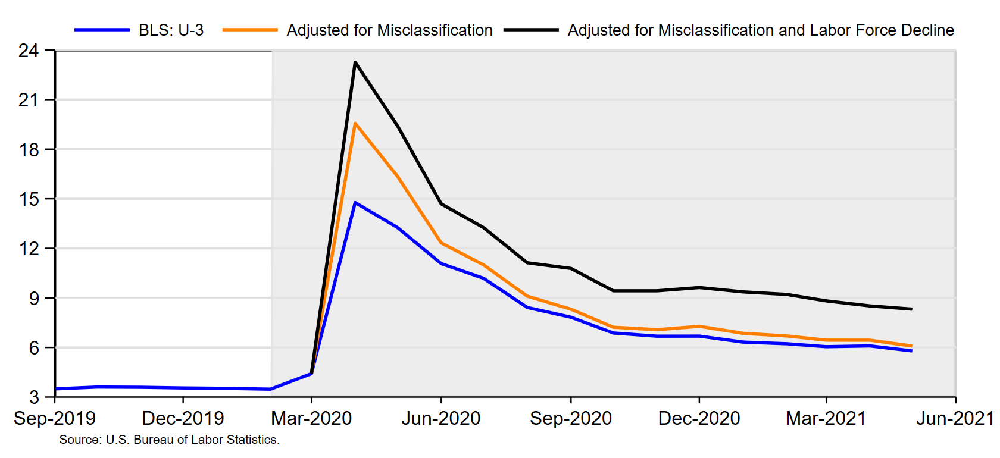 BLS: U-3 Adjusted for Misclassification Adjusted for Misclassification and Labor Force Decline
24
21
18
15
12
9
6
3
Sep-2019 Dec-2019 Mar-2020 Jun-2020 Sep-2020 Dec-2020 Mar-2021 Jun-2021
Source: U.S. Bureau of Labor Statistics.